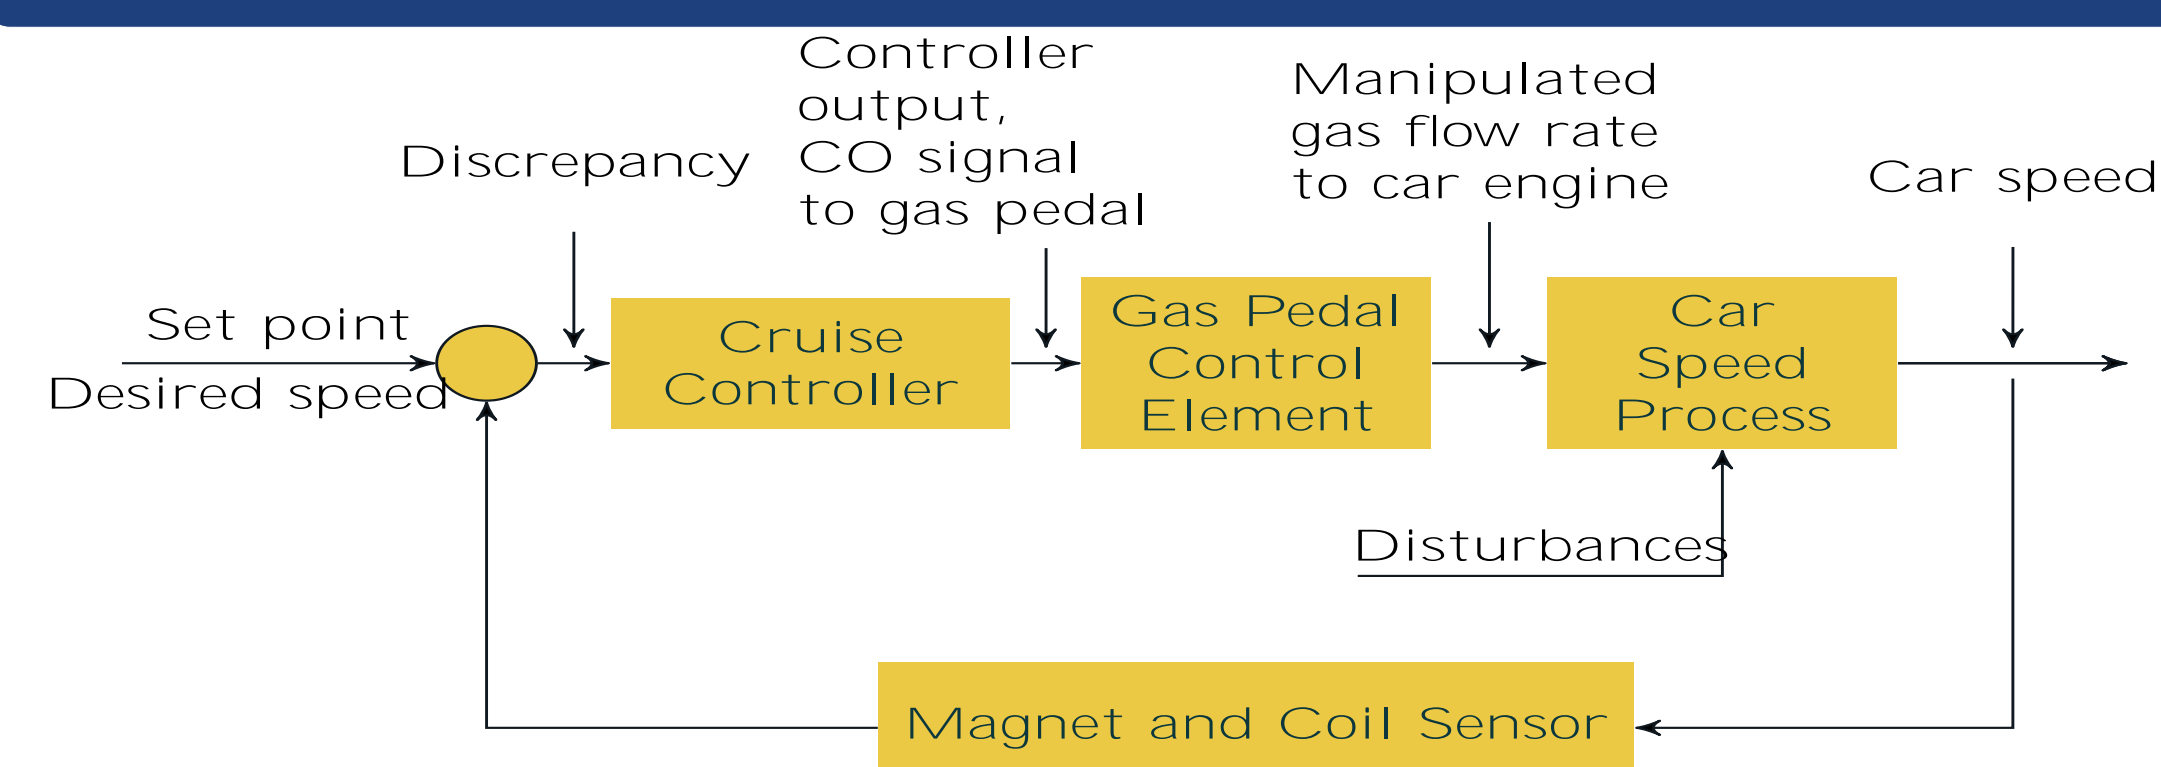 Controller
output,
CO signal
to gas pedal
Manipulated
gas flow rate
to car engine
Discrepancy
Car speed
Set point
Desired speed
Cruise
Controller
Gas Pedal
Control
Element
Car
Speed
Process
Disturbances
Magnet and Coil Sensor